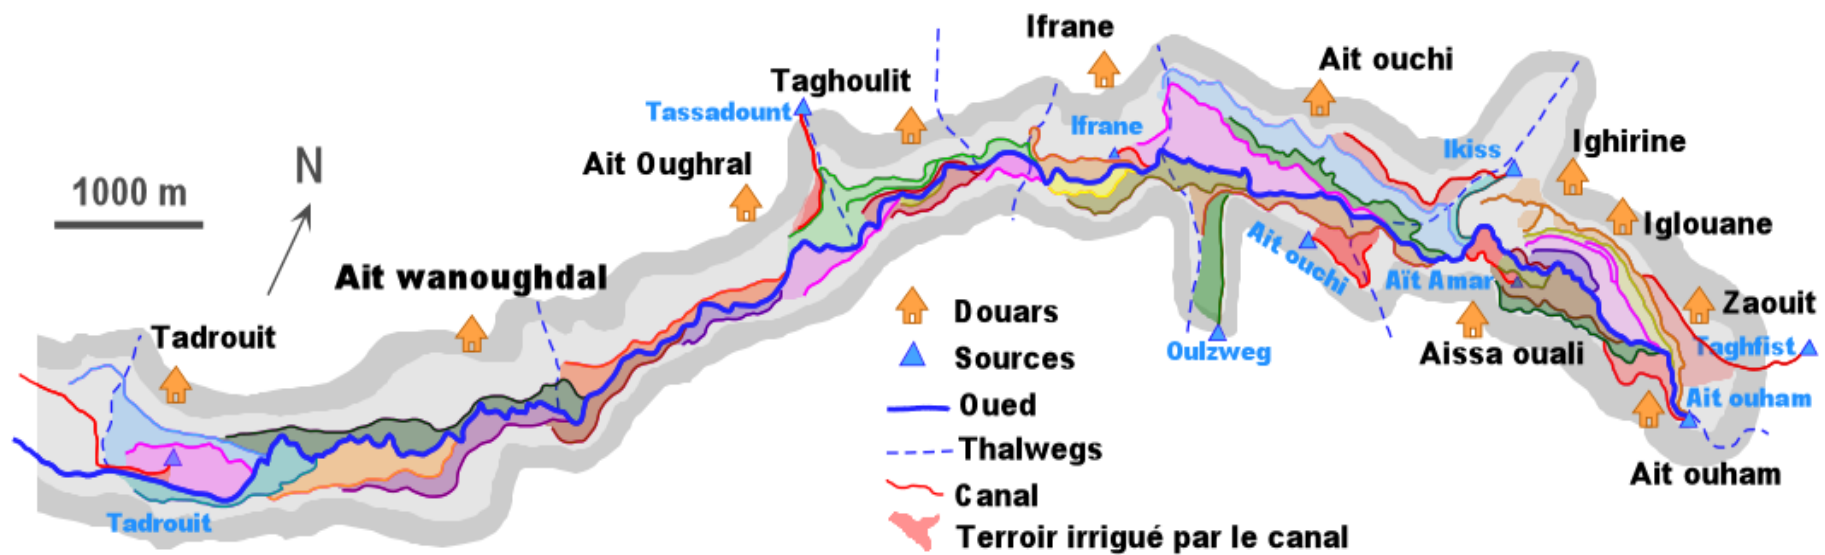 Ifrane
Ait ouchi
Taghoulit
Tassadount
Ifrane
Ikiss
Ighirine
Ait Oughral
N
1000 m
Iglouane
Ait ouchi
Aït Amar
Ait wanoughdal
Zaouit
Tadrouit
Oulzweg
Aissa ouali
Taghfist
Ait ouham
Ait ouham
Tadrouit
Douars
Sources
Oued
Thalwegs
Canal
Terroir irrigué par le canal